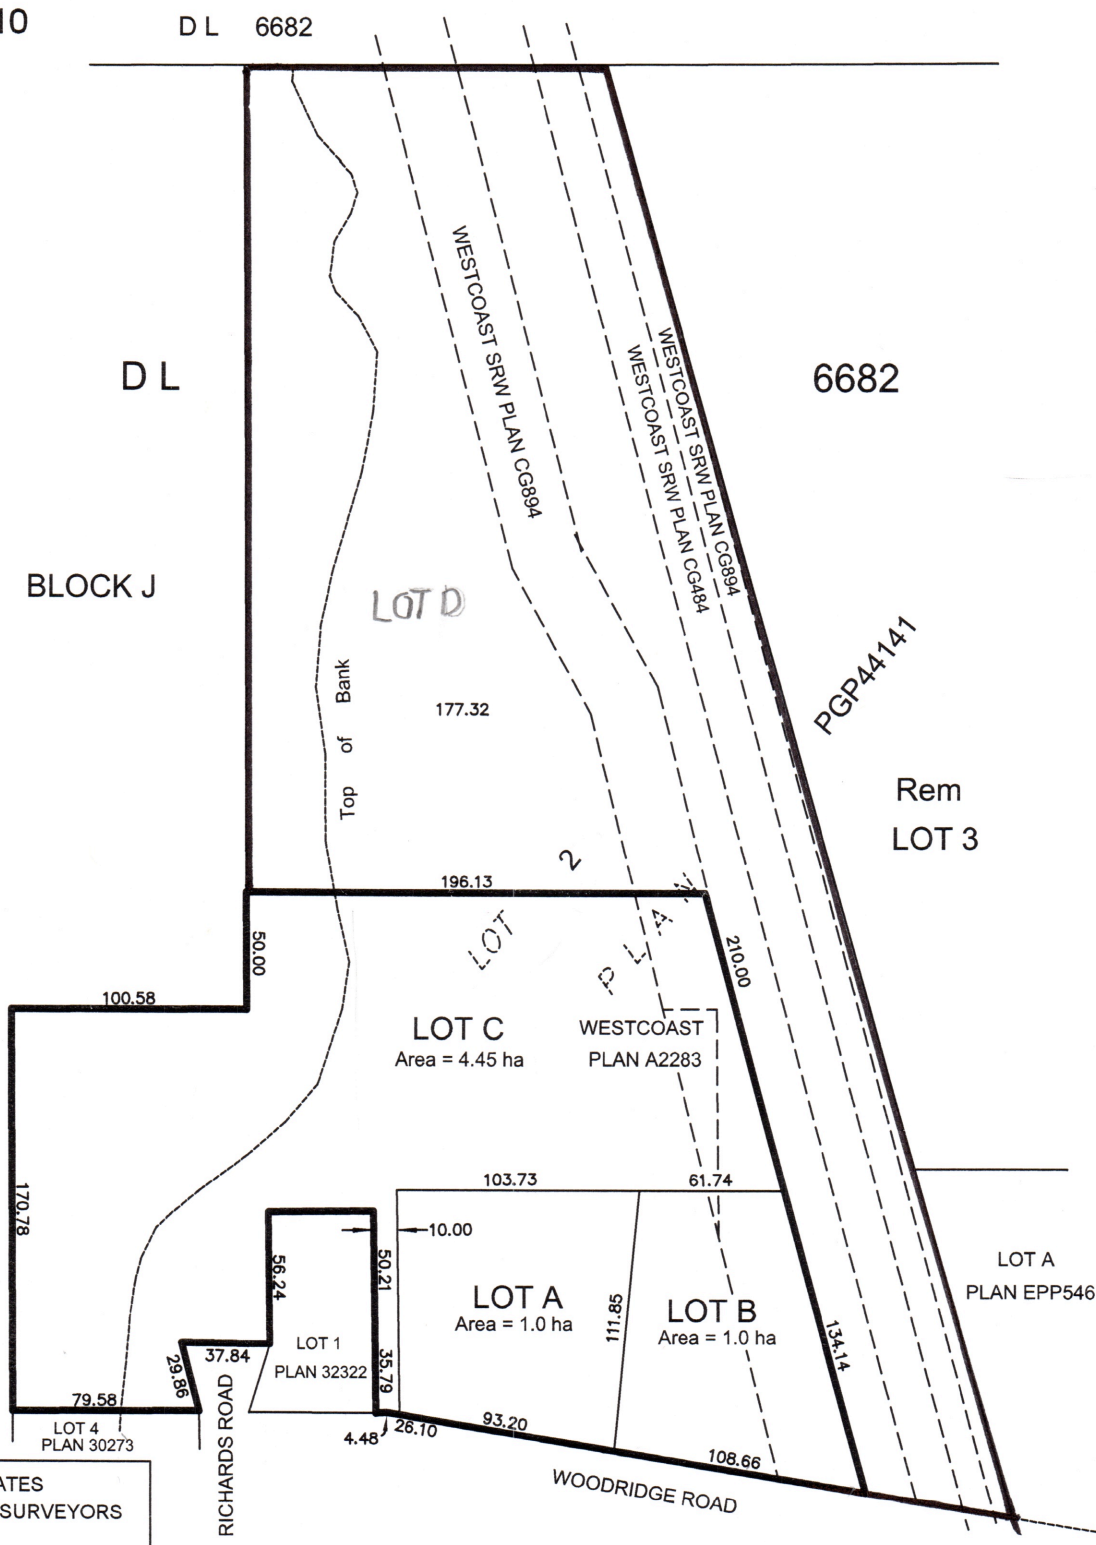 10
D L 6682
WESTCOAST SRW PLAN CG894
WESTCOAST SRW PLAN CG894
WESTCOAST SRW PLAN CG484
D L
6682
BLOCK J
LOT D
PGP44141
Top of Bank
177.32
Rem
LOT 3
2
196.13
LOT
PLAN
50.00
210.00
100.58
LOT C
Area = 4.45 ha
WESTCOAST
PLAN A2283
103.73
61.74
170.78
10.00
56.24
50.21
LOT A
PLAN EPP546
LOT A
Area = 1.0 ha
111.85
LOT B
Area = 1.0 ha
134.14
LOT 1
PLAN 32322
37.84
29.86
35.79
79.58
LOT 4
PLAN 30273
RICHARDS ROAD
4.48
26.10
93.20
108.66
WOODRIDGE ROAD
ATES
SURVEYORS